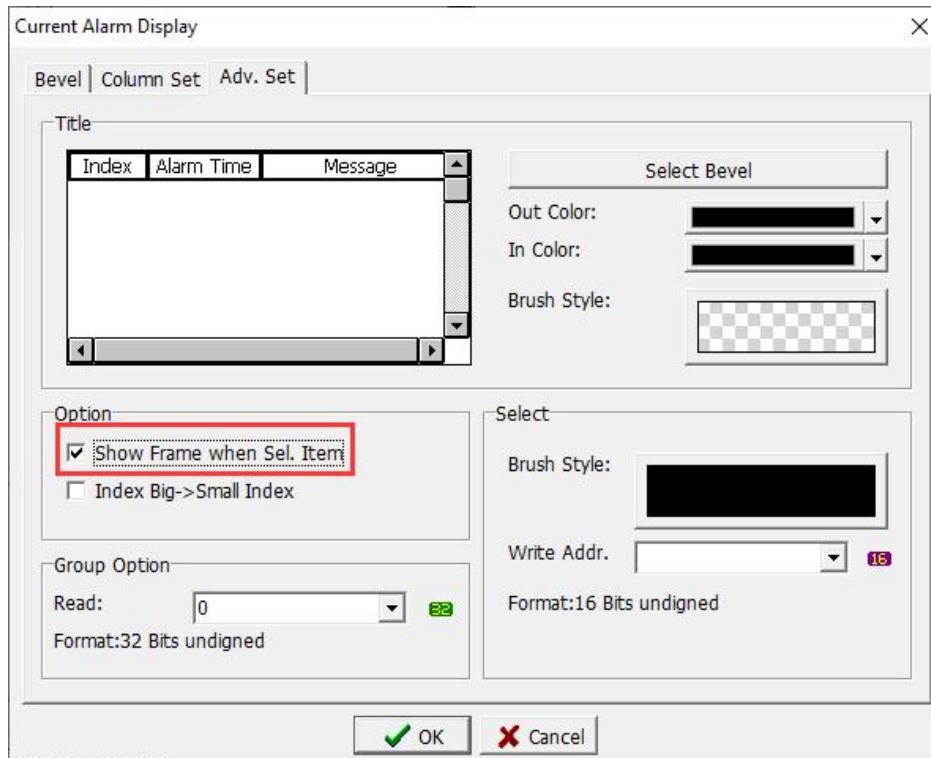 Current Alarm Display
Bevel Column Set Adv. Set
Title
Index Alarm Time Message
Select Bevel
Out Color:
In Color:
Brush Style:
Option
Show Frame when Sel. Item
Index Big->Small Index
Group Option
Read: 0 32
Format:32 Bits undigned
Select
Brush Style:
Write Addr. 16
Format:16 Bits undigned
OK Cancel